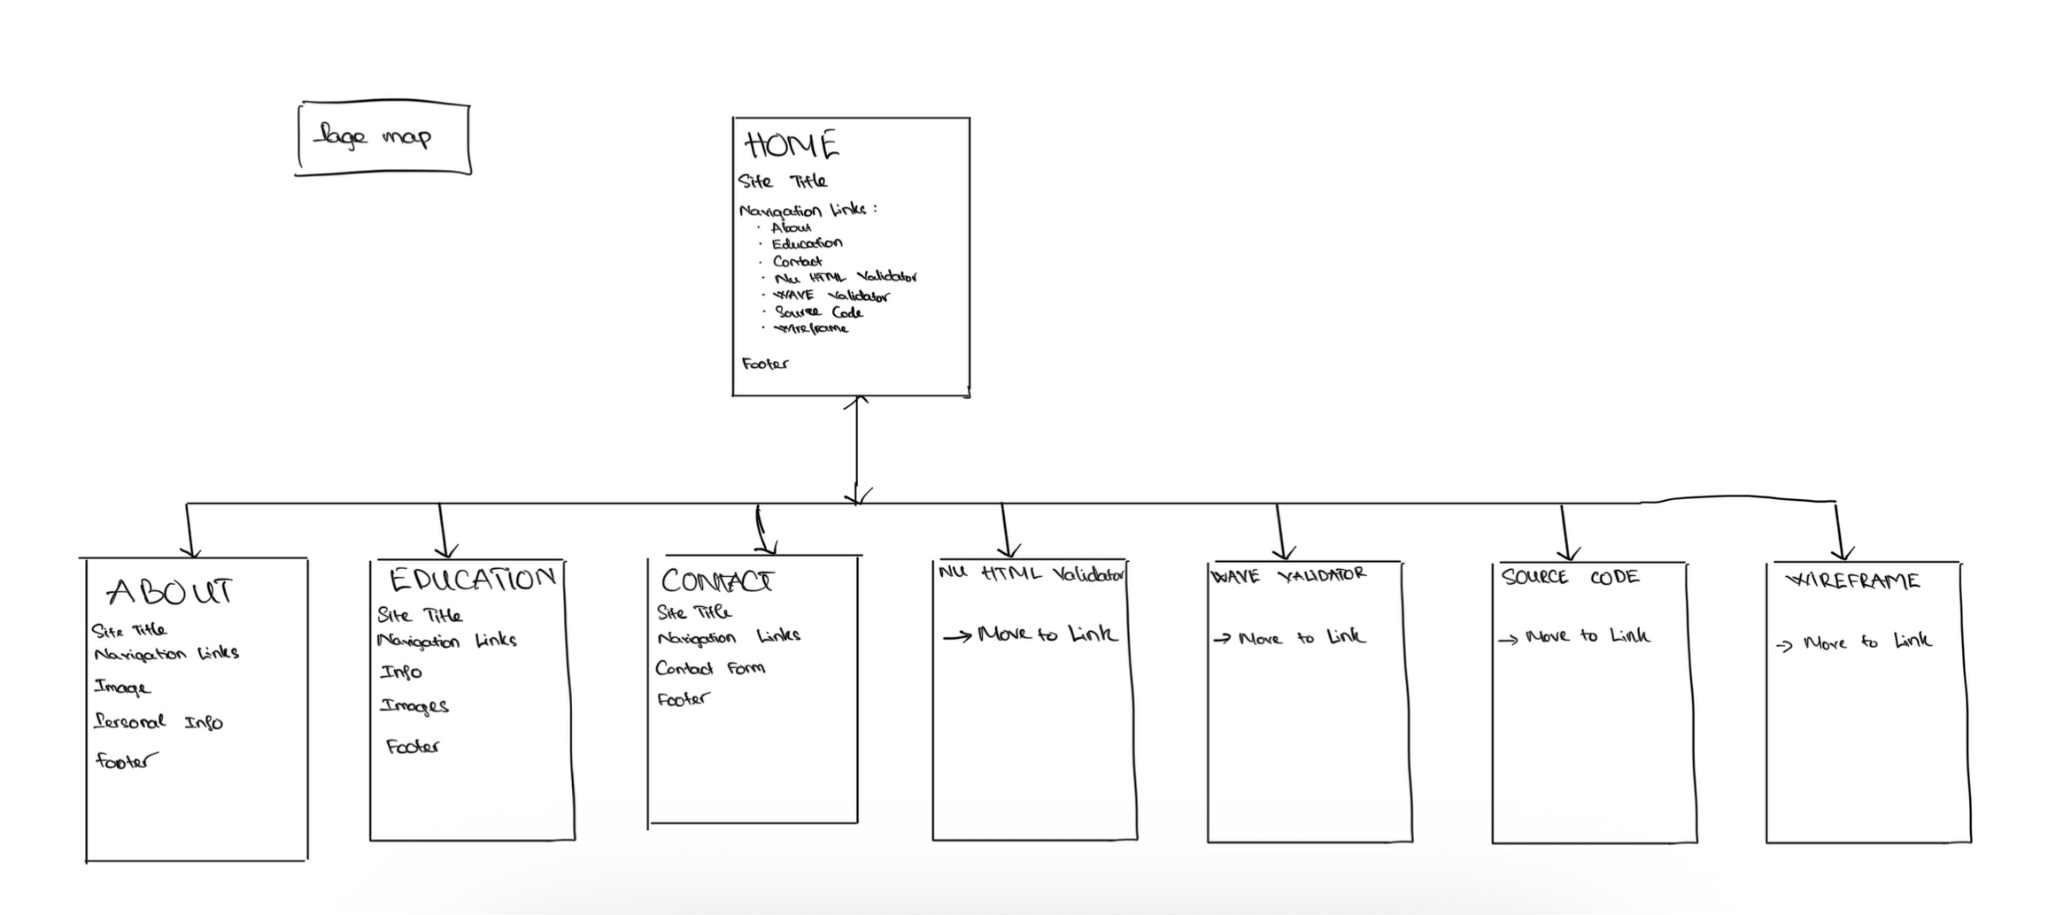 Page map
HOME
Site Title
Navigation Links :
· About
· Education
· Contact
· Nu HTML Validator
· WAVE Validator
· Source Code
· Wireframe
Footer
ABOUT
Site Title
Navigation Links
Image
Personal Info
Footer
EDUCATION
Site Title
Navigation Links
Info
Images
Footer
CONTACT
Site Title
Navigation Links
Contact Form
Footer
NU HTML Validator
→ Move to Link
WAVE VALIDATOR
→ Move to Link
SOURCE CODE
→ Move to Link
WIREFRAME
→ Move to Link